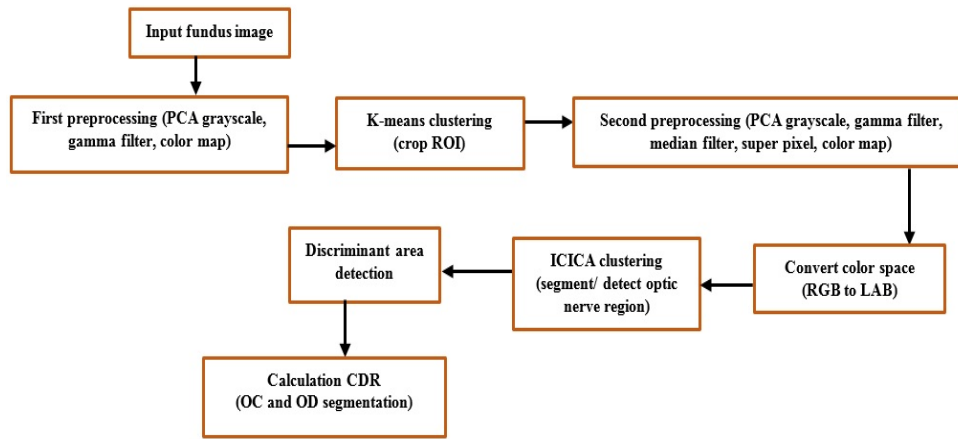 Input fundus image
First preprocessing (PCA grayscale,
gamma filter, color map)
K-means clustering
(crop ROI)
Second preprocessing (PCA grayscale, gamma filter,
median filter, super pixel, color map)
Convert color space
(RGB to LAB)
ICICA clustering
(segment/ detect optic
nerve region)
Discriminant area
detection
Calculation CDR
(OC and OD segmentation)